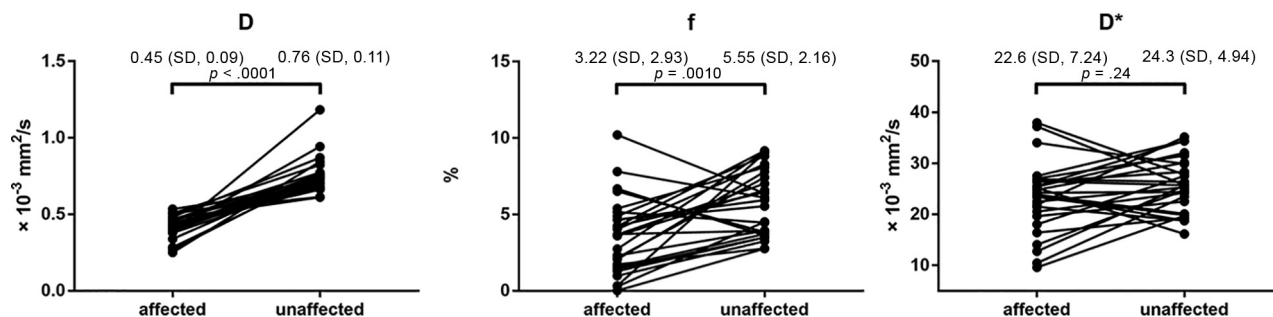 D
0.45 (SD, 0.09) 0.76 (SD, 0.11)
p < .0001
1.5
1.0
0.5
0.0
× 10⁻³ mm²/s
affected unaffected
f
3.22 (SD, 2.93) 5.55 (SD, 2.16)
p = .0010
15
10
5
0
%
affected unaffected
D*
22.6 (SD, 7.24) 24.3 (SD, 4.94)
p = .24
50
40
30
20
10
× 10⁻³ mm²/s
affected unaffected